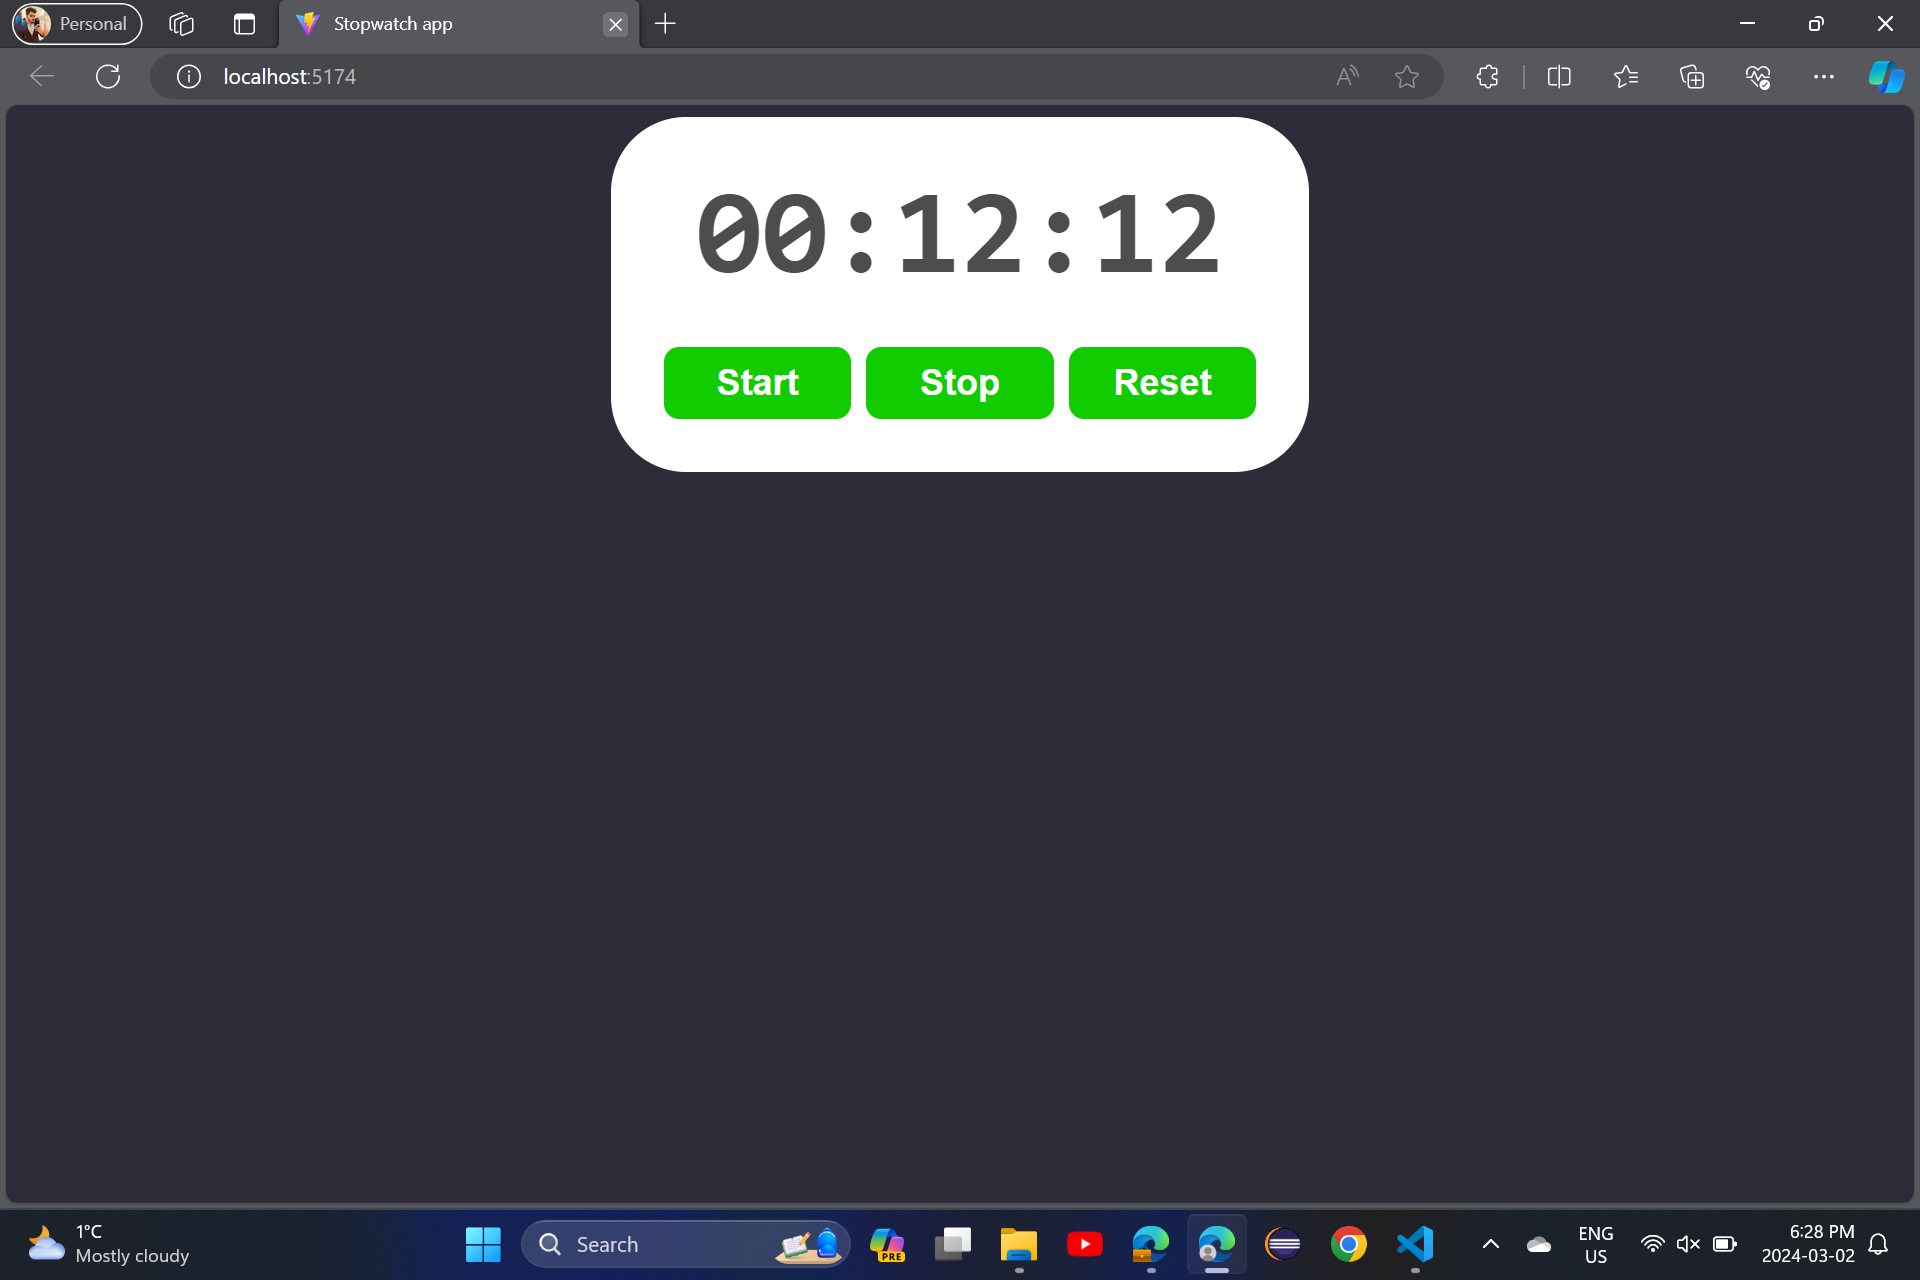 Personal
Stopwatch app
localhost:5174
00:12:12
Start
Stop
Reset
1°C
Mostly cloudy
Search
PRE
ENG
US
6:28 PM
2024-03-02